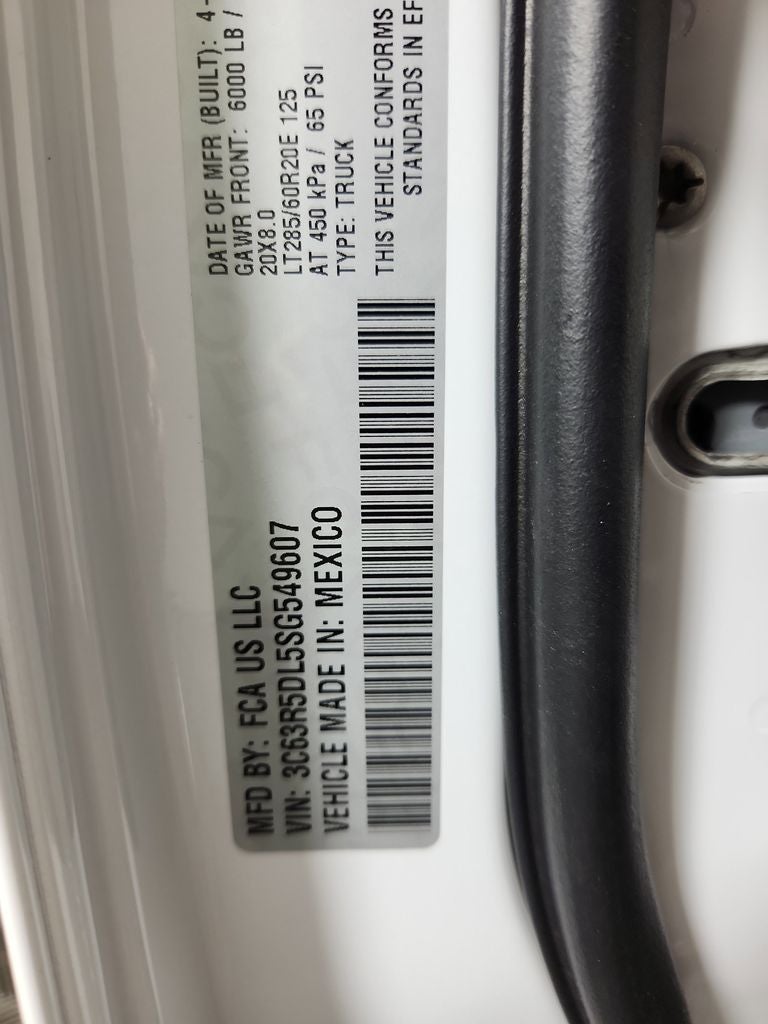 MFD BY: FCA US LLC
VIN: 3C63R5DL5SG549607
VEHICLE MADE IN: MEXICO
DATE OF MFR (BUILT): 4-
GAWR FRONT: 6000 LB /
20X8.0
LT285/60R20E 125
AT 450 kPa / 65 PSI
TYPE: TRUCK
THIS VEHICLE CONFORMS
STANDARDS IN EF